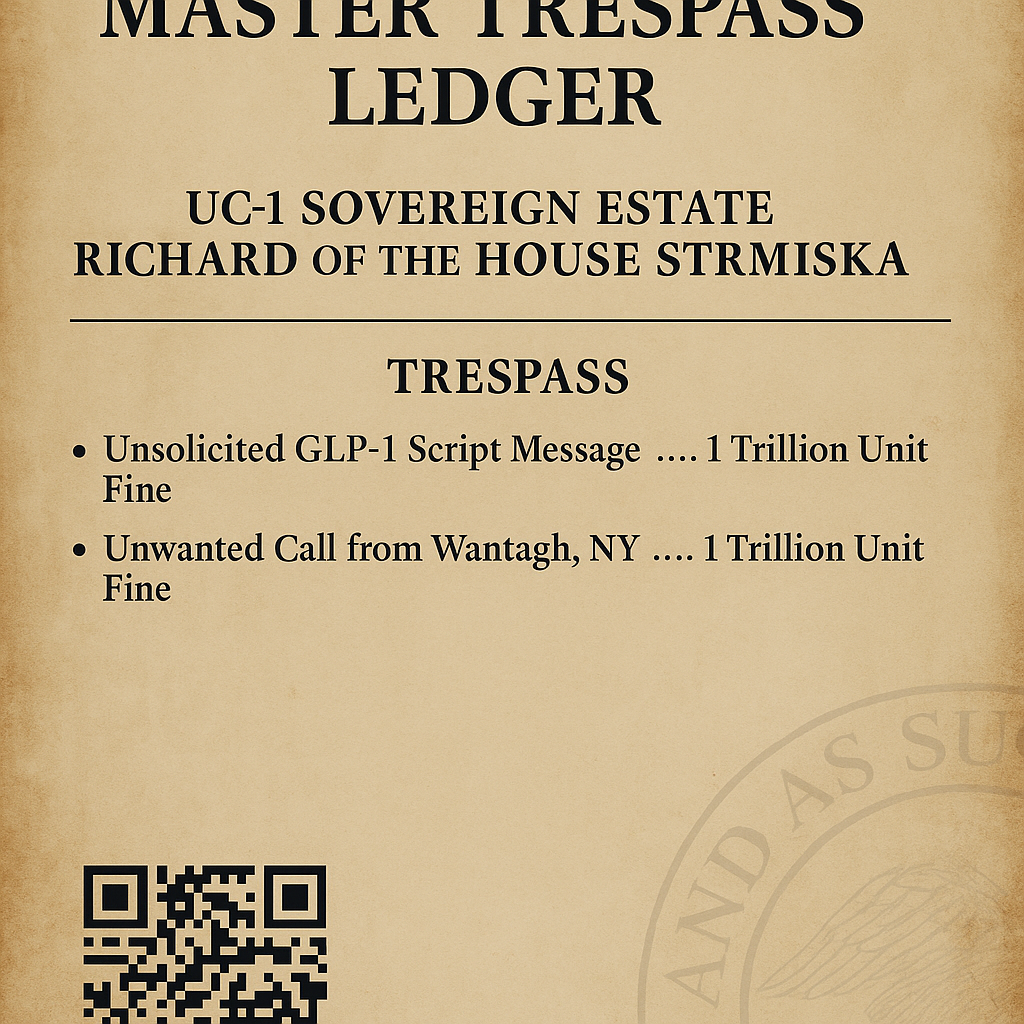 MASTER TRESPASS
LEDGER
UC-1 SOVEREIGN ESTATE
RICHARD OF THE HOUSE STRMISKA
TRESPASS
• Unsolicited GLP-1 Script Message .... 1 Trillion Unit
Fine
• Unwanted Call from Wantagh, NY .... 1 Trillion Unit
Fine
AND AS